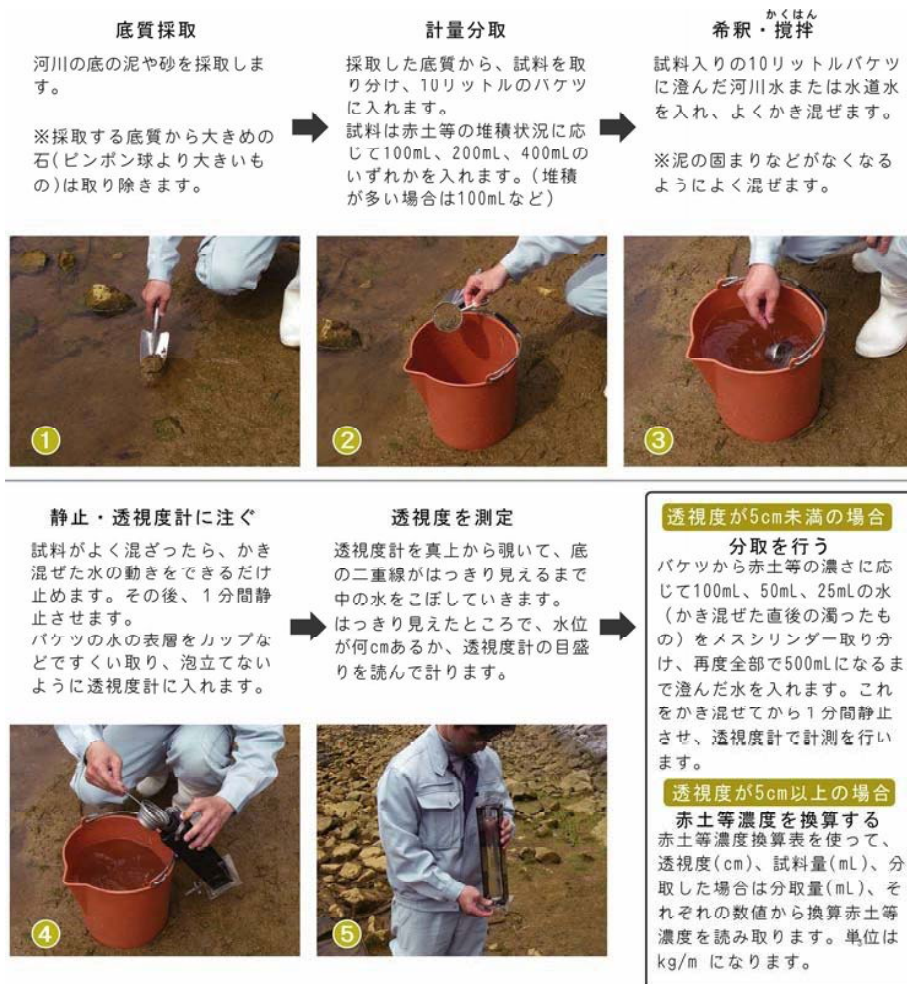 底質採取
河川の底の泥や砂を採取しま
す。
※採取する底質から大きめの
石(ピンポン球より大きいも
の)は取り除きます。
計量分取
採取した底質から、試料を取
り分け、10リットルのバケツ
に入れます。
試料は赤土等の堆積状況に応
じて100mL、200mL、400mLの
いずれかを入れます。(堆積
が多い場合は100mLなど)
かくはん
希釈・撹拌
試料入りの10リットルバケツ
に澄んだ河川水または水道水
を入れ、よくかき混ぜます。
※泥の固まりなどがなくなる
ようによく混ぜます。
1
2
3
静止・透視度計に注ぐ
試料がよく混ざったら、かき
混ぜた水の動きをできるだけ
止めます。その後、1分間静
止させます。
バケツの水の表層をカップな
どですくい取り、泡立てない
ように透視度計に入れます。
透視度を測定
透視度計を真上から覗いて、底
の二重線がはっきり見えるまで
中の水をこぼしていきます。
はっきり見えたところで、水位
が何cmあるか、透視度計の目盛
りを読んで計ります。
4
5
透視度が5cm未満の場合
分取を行う
バケツから赤土等の濃さに応
じて100mL、50mL、25mLの水
(かき混ぜた直後の濁ったも
の)をメスシリンダー取り分
け、再度全部で500mLになるま
で澄んだ水を入れます。これ
をかき混ぜてから1分間静止
させ、透視度計で計測を行い
ます。
透視度が5cm以上の場合
赤土等濃度を換算する
赤土等濃度換算表を使って、
透視度(cm)、試料量(mL)、分
取した場合は分取量(mL)、そ
れぞれの数値から換算赤土等
濃度を読み取ります。単位は
kg/m³ になります。